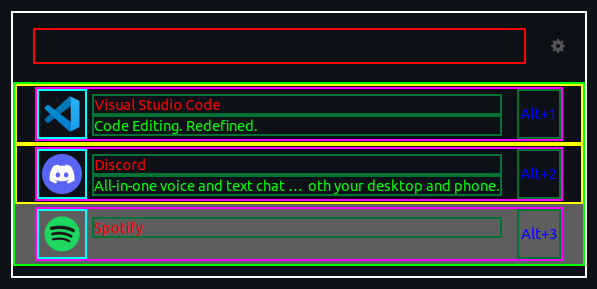 Visual Studio Code
Code Editing. Redefined.
Alt+1
Discord
All-in-one voice and text chat … oth your desktop and phone.
Alt+2
Spotify
Alt+3